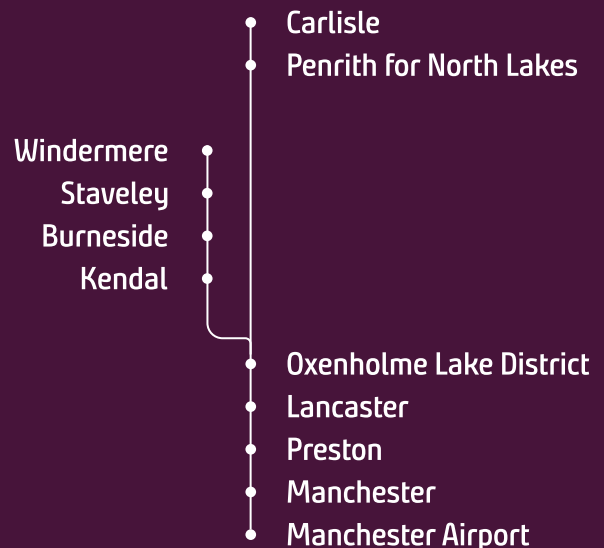 Carlisle
Penrith for North Lakes
Windermere
Staveley
Burneside
Kendal
Oxenholme Lake District
Lancaster
Preston
Manchester
Manchester Airport